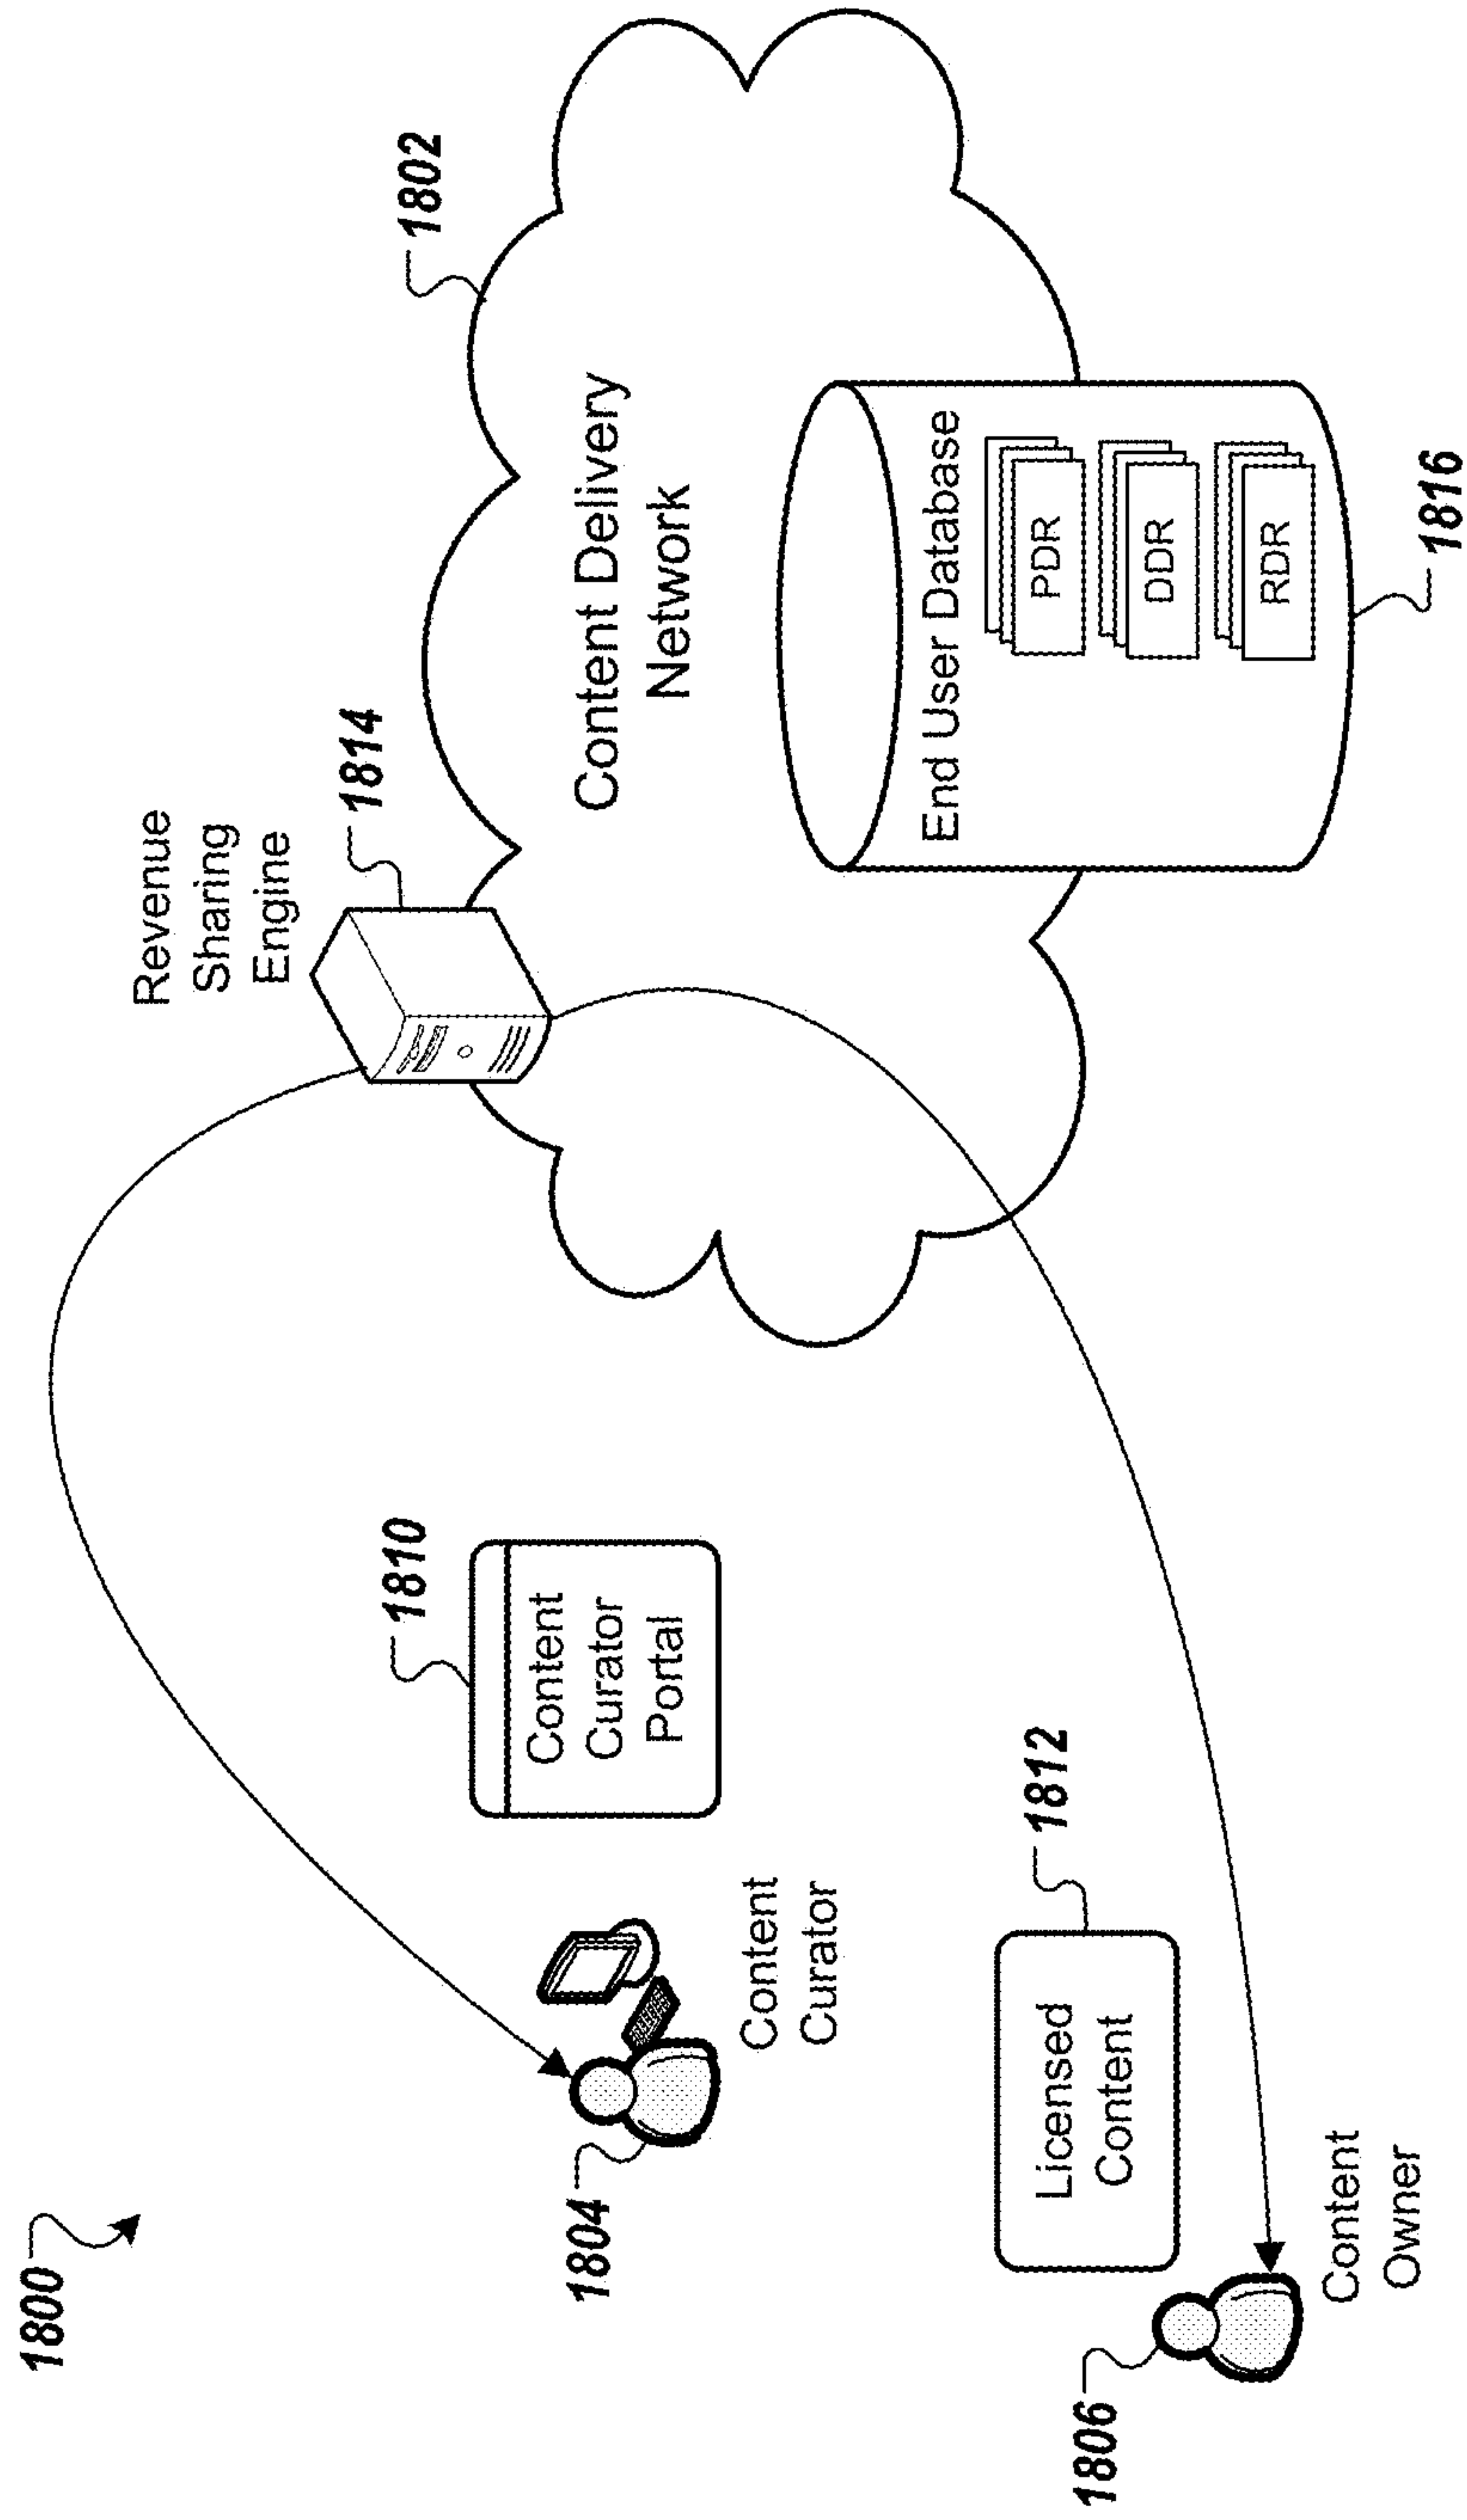 1800
Revenue
Sharing
Engine
1814
1802
Content Delivery
Network
1810
Content
Curator
Portal
1804
Content
Curator
End User Database
PDR
DDR
RDR
1816
1812
Licensed
Content
1806
Content
Owner